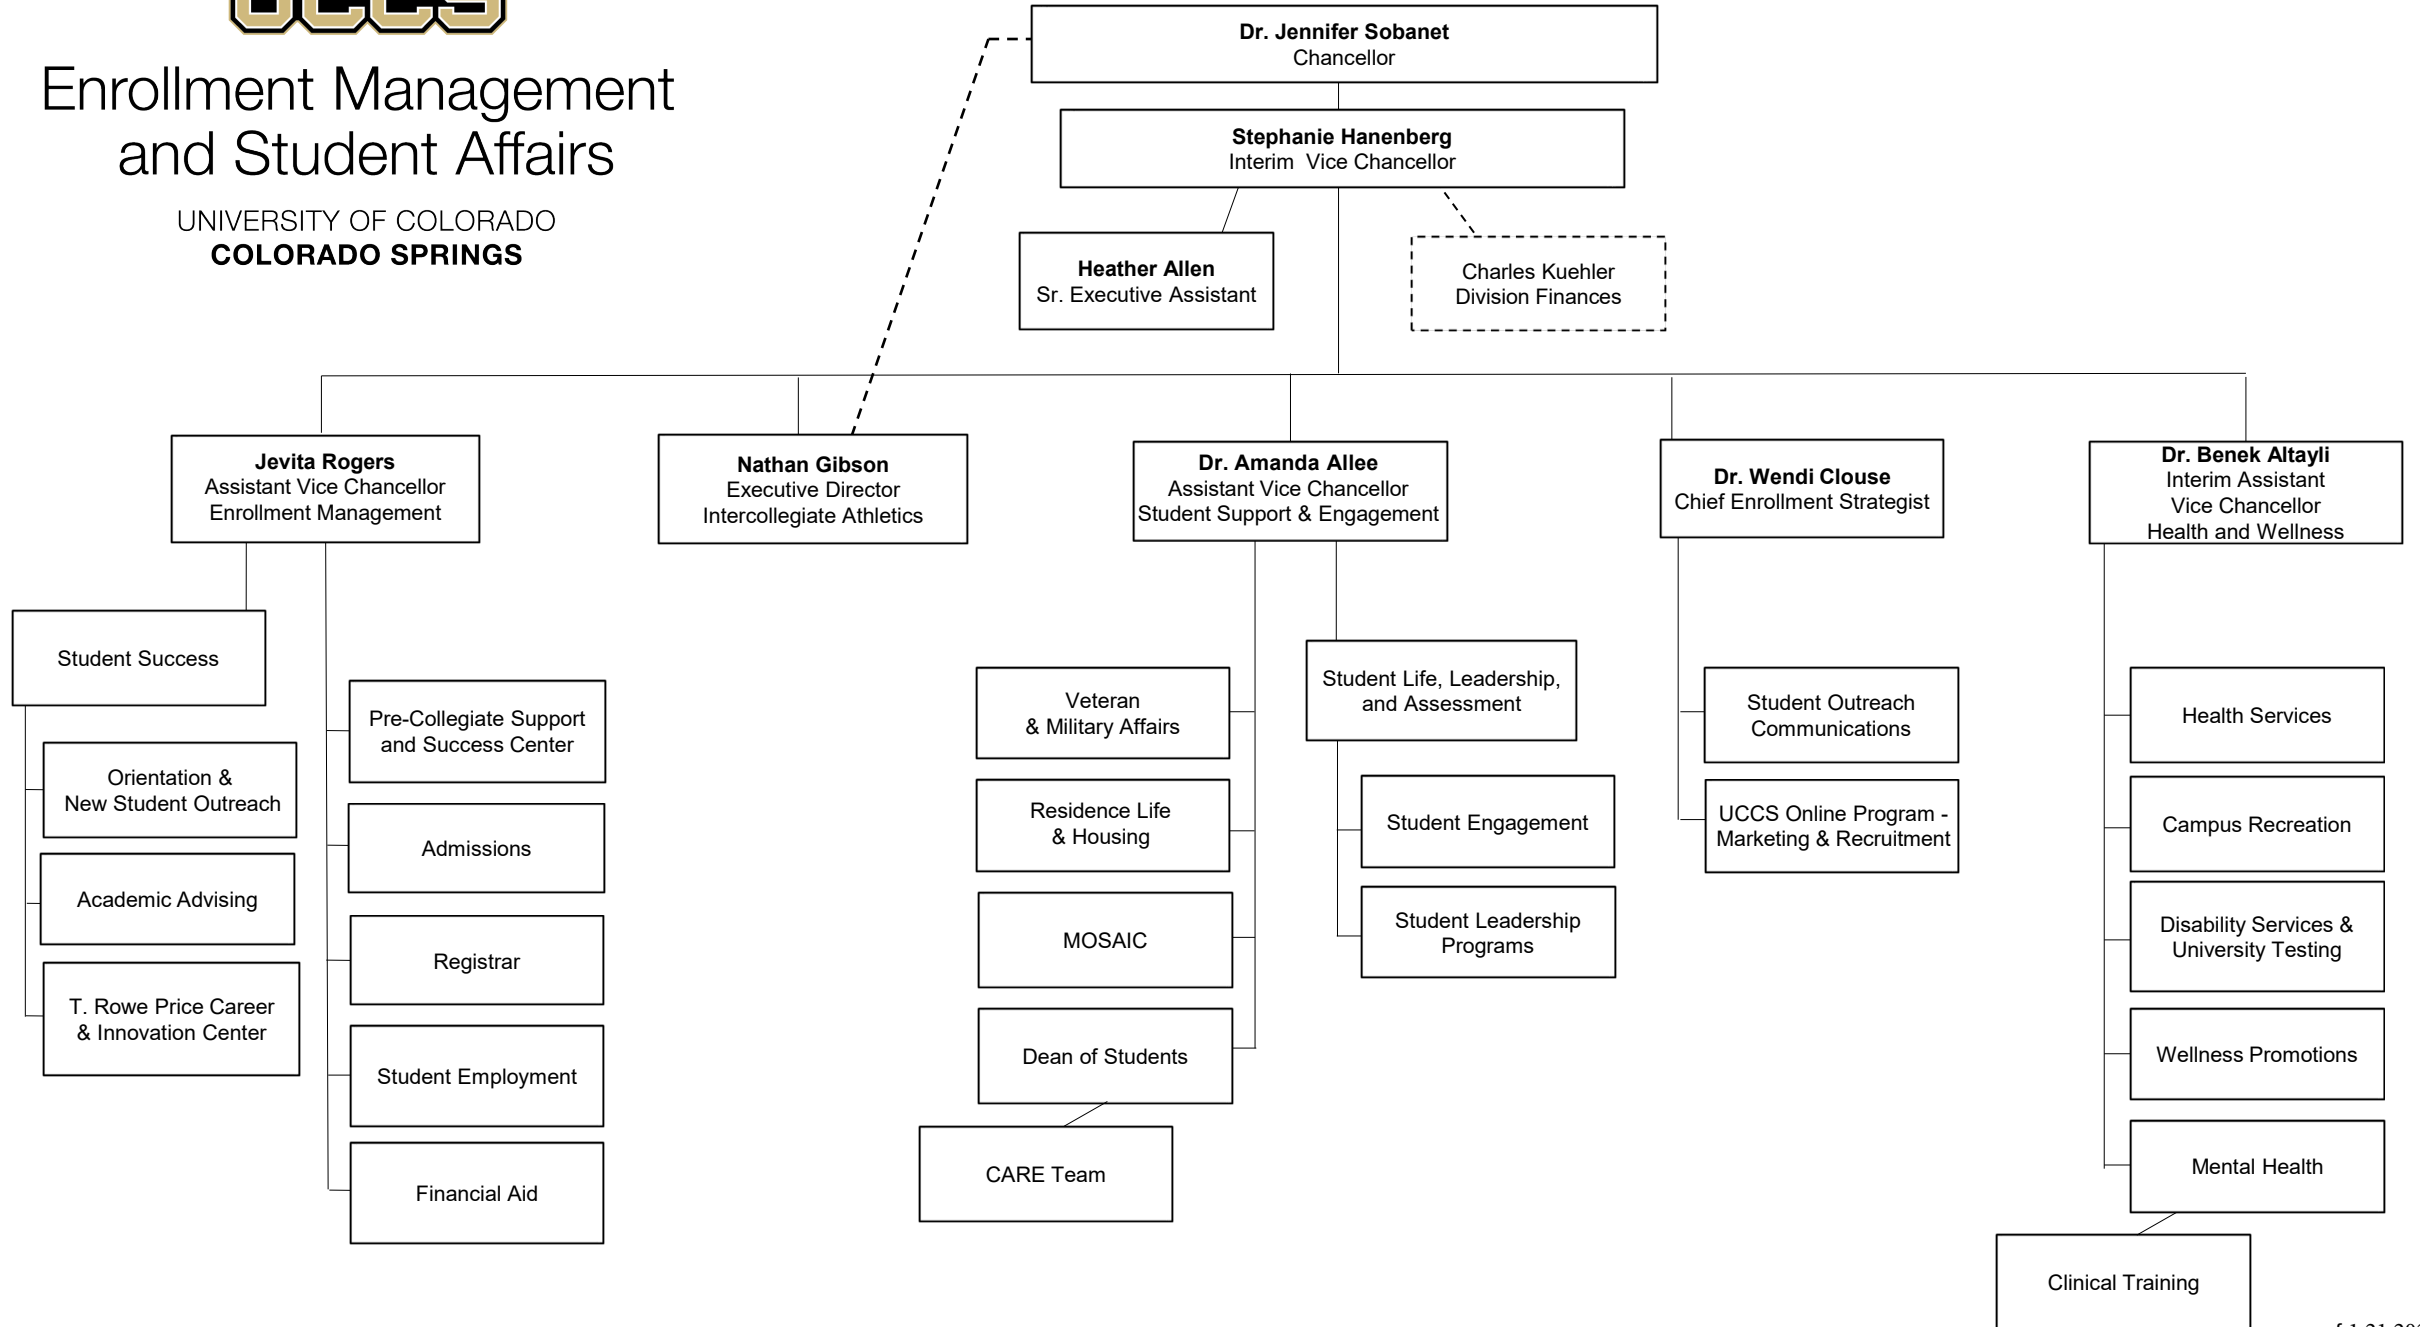 UCCS
Enrollment Management
and Student Affairs
UNIVERSITY OF COLORADO
COLORADO SPRINGS
Dr. Jennifer Sobanet
Chancellor
Stephanie Hanenberg
Interim Vice Chancellor
Heather Allen
Sr. Executive Assistant
Charles Kuehler
Division Finances
Jevita Rogers
Assistant Vice Chancellor
Enrollment Management
Nathan Gibson
Executive Director
Intercollegiate Athletics
Dr. Amanda Allee
Assistant Vice Chancellor
Student Support & Engagement
Dr. Wendi Clouse
Chief Enrollment Strategist
Dr. Benek Altayli
Interim Assistant
Vice Chancellor
Health and Wellness
Student Success
Orientation &
New Student Outreach
Academic Advising
T. Rowe Price Career
& Innovation Center
Pre-Collegiate Support
and Success Center
Admissions
Registrar
Student Employment
Financial Aid
Veteran
& Military Affairs
Residence Life
& Housing
MOSAIC
Dean of Students
CARE Team
Student Life, Leadership,
and Assessment
Student Engagement
Student Leadership
Programs
Student Outreach
Communications
UCCS Online Program -
Marketing & Recruitment
Health Services
Campus Recreation
Disability Services &
University Testing
Wellness Promotions
Mental Health
Clinical Training